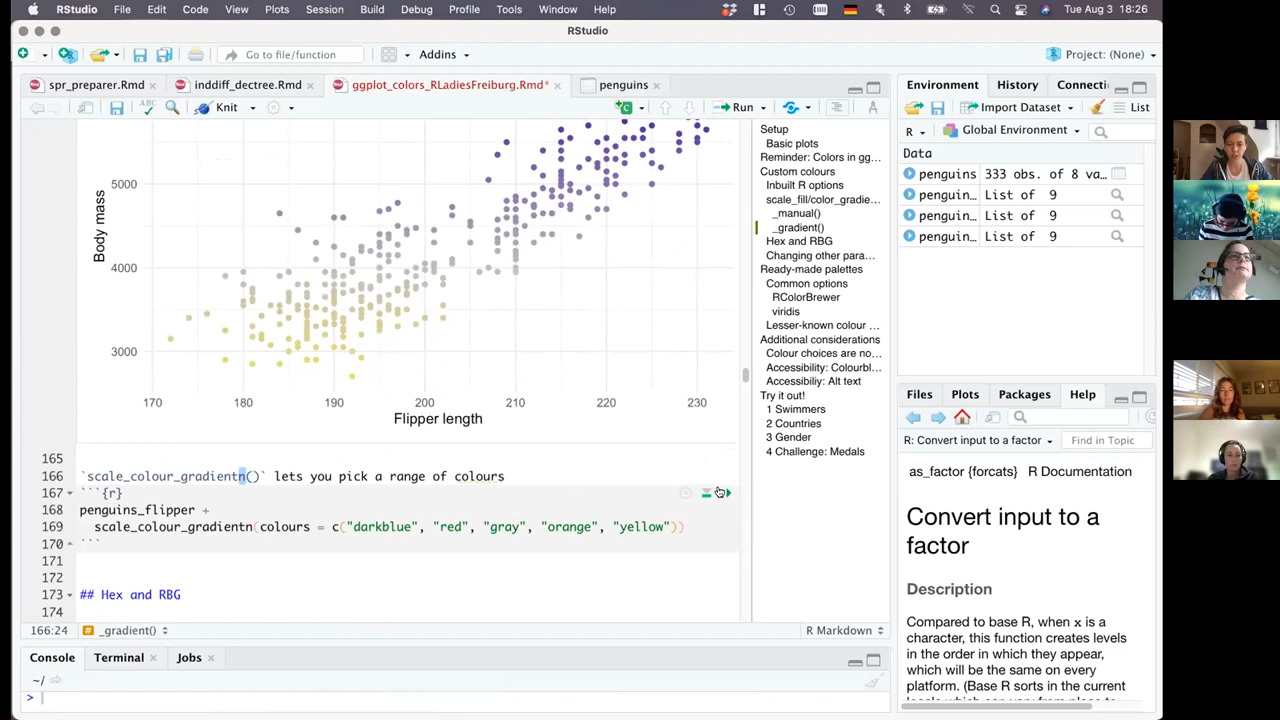 RStudio File Edit Code View Plots Session Build Debug Profile Tools Window Help Tue Aug 3 18:26
RStudio
Go to file/function Addins Project: (None)
spr_preparer.Rmd inddiff_dectree.Rmd ggplot_colors_RLadiesFreiburg.Rmd* penguins
Knit Run
5000
4000
3000
Body mass
170 180 190 200 210 220 230
Flipper length
165
166 `scale_colour_gradientn()` lets you pick a range of colours
167 ```{r}
168 penguins_flipper +
169 scale_colour_gradientn(colours = c("darkblue", "red", "gray", "orange", "yellow"))
170 ```
171
172
173 ## Hex and RBG
174
166:24 _gradient() R Markdown
Setup
Basic plots
Reminder: Colors in gg...
Custom colours
Inbuilt R options
scale_fill/color_gradie...
_manual()
_gradient()
Hex and RBG
Changing other para...
Ready-made palettes
Common options
RColorBrewer
viridis
Lesser-known colour ...
Additional considerations
Colour choices are no...
Accessibility: Colourbl...
Accessibiliy: Alt text
Try it out!
1 Swimmers
2 Countries
3 Gender
4 Challenge: Medals
Console Terminal Jobs
~/
>
Environment History Connecti
Import Dataset List
R Global Environment
Data
penguins 333 obs. of 8 va...
penguin... List of 9
penguin... List of 9
penguin... List of 9
Files Plots Packages Help
R: Convert input to a factor Find in Topic
as_factor {forcats} R Documentation
Convert input to a
factor
Description
Compared to base R, when x is a
character, this function creates levels
in the order in which they appear,
which will be the same on every
platform. (Base R sorts in the current